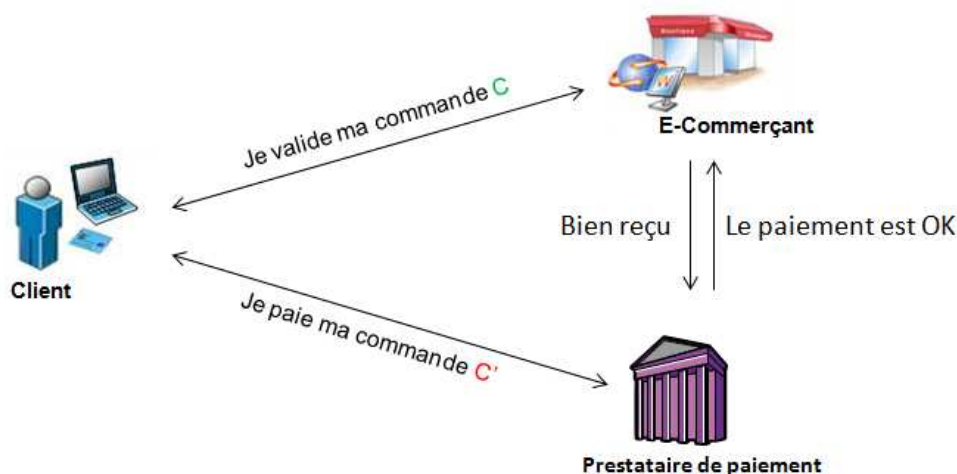 Je valide ma commande C
E-Commerçant
Bien reçu
Le paiement est OK
Client
Je paie ma commande C'
Prestataire de paiement